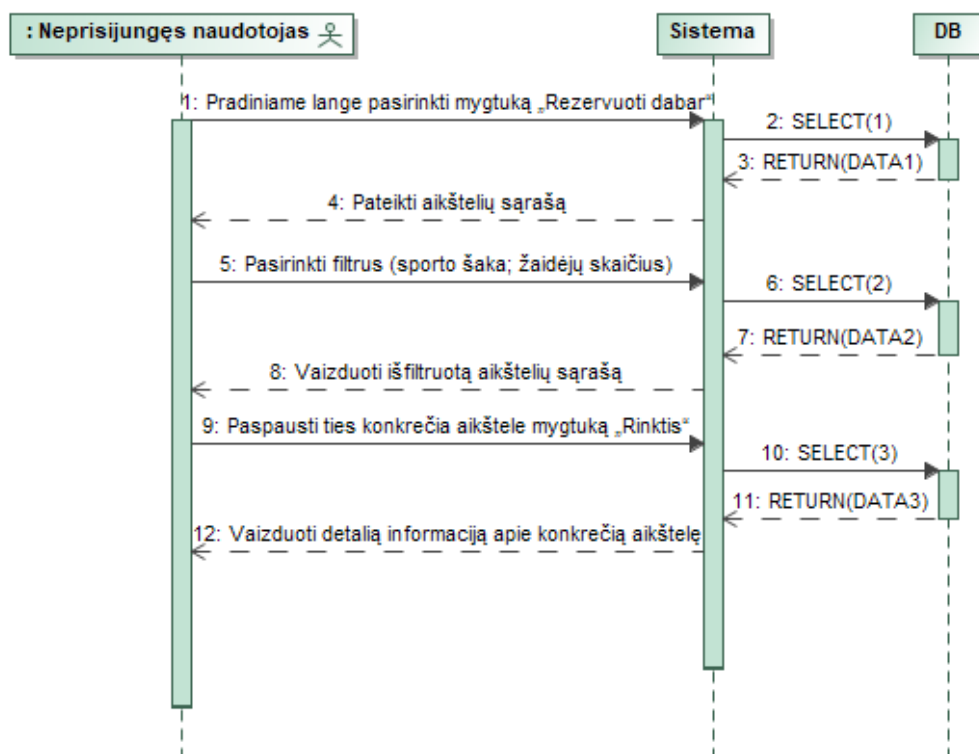 : Neprisijungęs naudotojas
Sistema
DB
1: Pradiniame lange pasirinkti mygtuką „Rezervuoti dabar“
2: SELECT(1)
3: RETURN(DATA1)
4: Pateikti aikštelių sąrašą
5: Pasirinkti filtrus (sporto šaka; žaidėjų skaičius)
6: SELECT(2)
7: RETURN(DATA2)
8: Vaizduoti išfiltruotą aikštelių sąrašą
9: Paspausti ties konkrečia aikštele mygtuką „Rinktis“
10: SELECT(3)
11: RETURN(DATA3)
12: Vaizduoti detalią informaciją apie konkrečią aikštelę